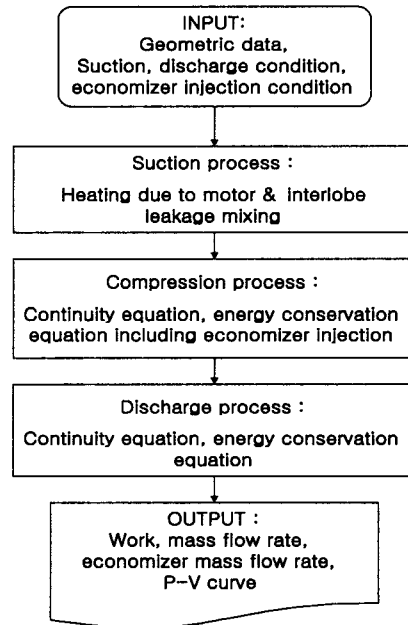 INPUT:
Geometric data,
Suction, discharge condition,
economizer injection condition
Suction process :
Heating due to motor & interlobe
leakage mixing
Compression process :
Continuity equation, energy conservation
equation including economizer injection
Discharge process :
Continuity equation, energy conservation
equation
OUTPUT :
Work, mass flow rate,
economizer mass flow rate,
P-V curve